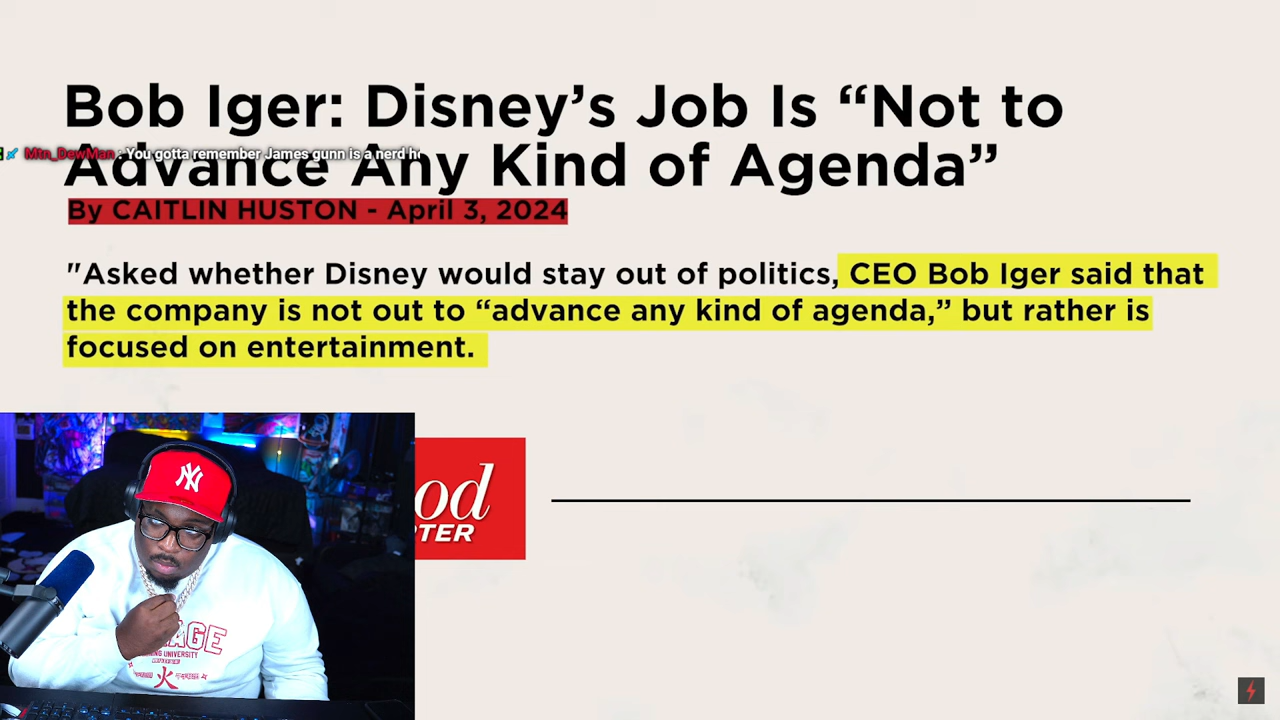 Bob Iger: Disney’s Job Is “Not to
Mtn_DewMan: You gotta remember James gunn is a nerd
Advance Any Kind of Agenda”
By CAITLIN HUSTON - April 3, 2024
"Asked whether Disney would stay out of politics, CEO Bob Iger said that
the company is not out to “advance any kind of agenda,” but rather is
focused on entertainment.
NY
AGE
UNIVERSITY
火